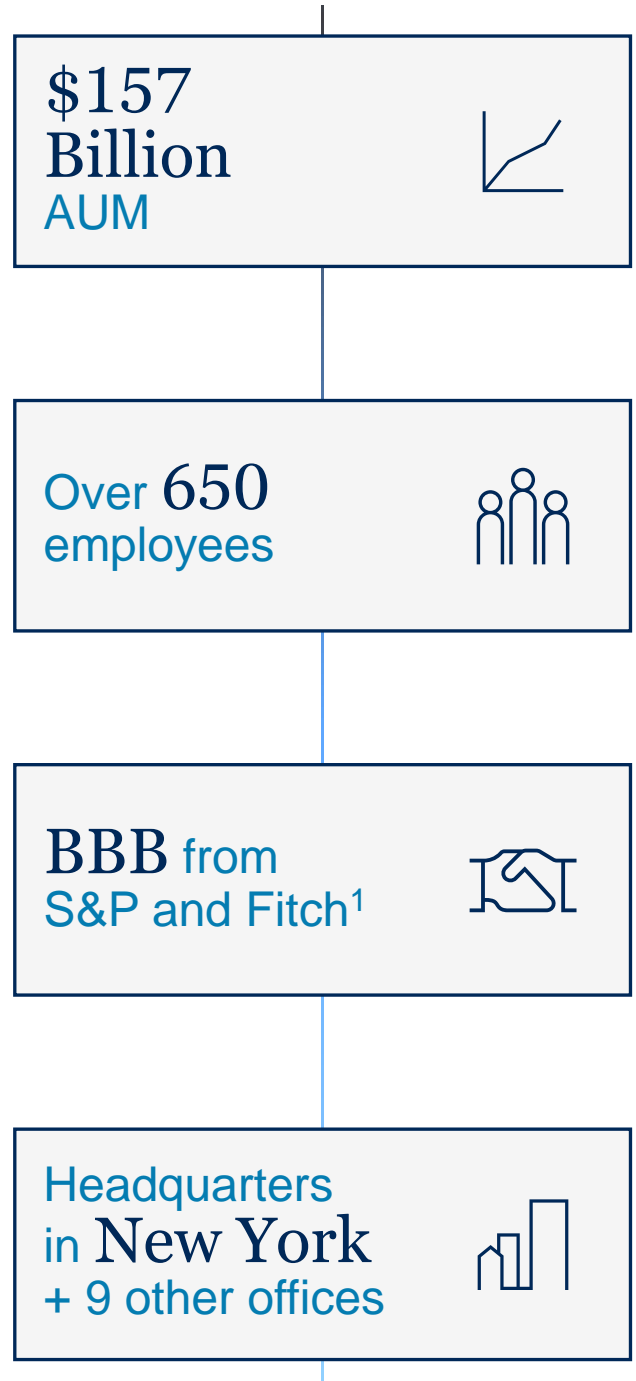 $157
Billion
AUM
Over 650
employees
BBB from
S&P and Fitch¹
Headquarters
in New York
+ 9 other offices